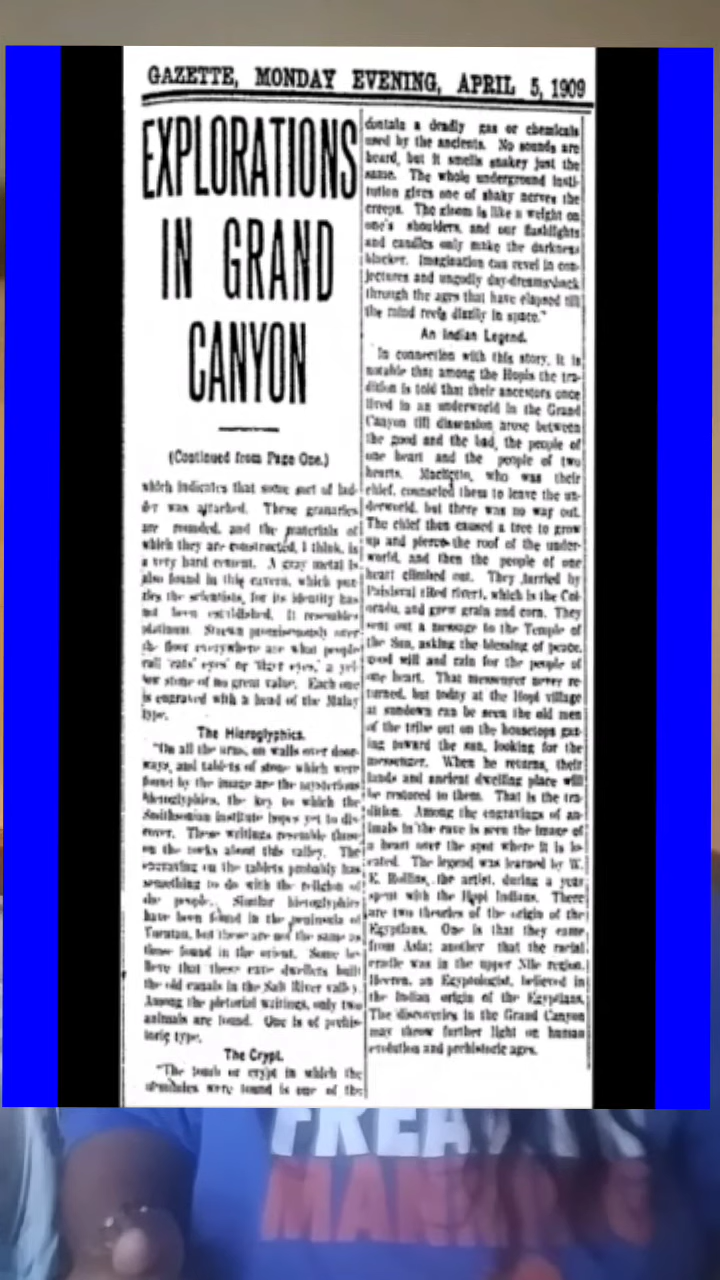 GAZETTE, MONDAY EVENING, APRIL 5, 1909
EXPLORATIONS
IN GRAND
CANYON
(Continued from Page One.)
which indicates that some sort of lad-
der was attached. These granaries
are rounded, and the materials of
which they are constructed, I think, is
a very hard cement. A gray metal is
also found in this cavern, which puz-
zles the scientists, for its identity has
not been established. It resembles
platinum. Strewn promiscuously over
the floor everywhere are what people
call 'cats' eyes' or 'tiger eyes,' a yel-
low stone of no great value. Each one
is engraved with a head of the Malay
type.
The Hieroglyphics.
"On all the urns, on walls over door-
ways, and tablets of stone which were
found by the image are the mysterious
hieroglyphics, the key to which the
Smithsonian institute hopes yet to dis-
cover. These writings resemble those
on the rocks about this valley. The
engraving on the tablets probably has
something to do with the religion of
the people. Similar hieroglyphics
have been found in the peninsula of
Yucatan, but these are not the same as
those found in the orient. Some be-
lieve that these cave dwellers built
the old canals in the Salt River valley.
Among the pictorial writings, only two
animals are found. One is of prehis-
toric type.
The Crypt.
"The tomb or crypt in which the
mummies were found is one of the
contain a deadly gas or chemicals
used by the ancients. No sounds are
heard, but it smells snakey just the
same. The whole underground insti-
tution gives one of shaky nerves the
creeps. The gloom is like a weight on
one's shoulders, and our flashlights
and candles only make the darkness
blacker. Imagination can revel in con-
jectures and ungodly day-dreams back
through the ages that have elapsed till
the mind reels dizzily in space."
An Indian Legend.
In connection with this story, it is
notable that among the Hopis the tra-
dition is told that their ancestors once
lived in an underworld in the Grand
Canyon till dissension arose between
the good and the bad, the people of
one heart and the people of two
hearts. Machetto, who was their
chief, counseled them to leave the un-
derworld, but there was no way out.
The chief then caused a tree to grow
up and pierce the roof of the under-
world, and then the people of one
heart climbed out. They tarried by
Paisisvai (Red river), which is the Col-
orado, and grew grain and corn. They
sent out a message to the Temple of
the Sun, asking the blessing of peace,
good will and rain for the people of
one heart. That messenger never re-
turned, but today at the Hopi village
at sundown can be seen the old men
of the tribe out on the housetops gaz-
ing toward the sun, looking for the
messenger. When he returns, their
lands and ancient dwelling place will
be restored to them. That is the tra-
dition. Among the engravings of an-
imals in the cave is seen the image of
a heart over the spot where it is lo-
cated. The legend was learned by W.
E. Rollins, the artist, during a year
spent with the Hopi Indians. There
are two theories of the origin of the
Egyptians. One is that they came
from Asia; another that the racial
cradle was in the upper Nile region.
Heeren, an Egyptologist, believed in
the Indian origin of the Egyptians.
The discoveries in the Grand Canyon
may throw further light on human
evolution and prehistoric ages.